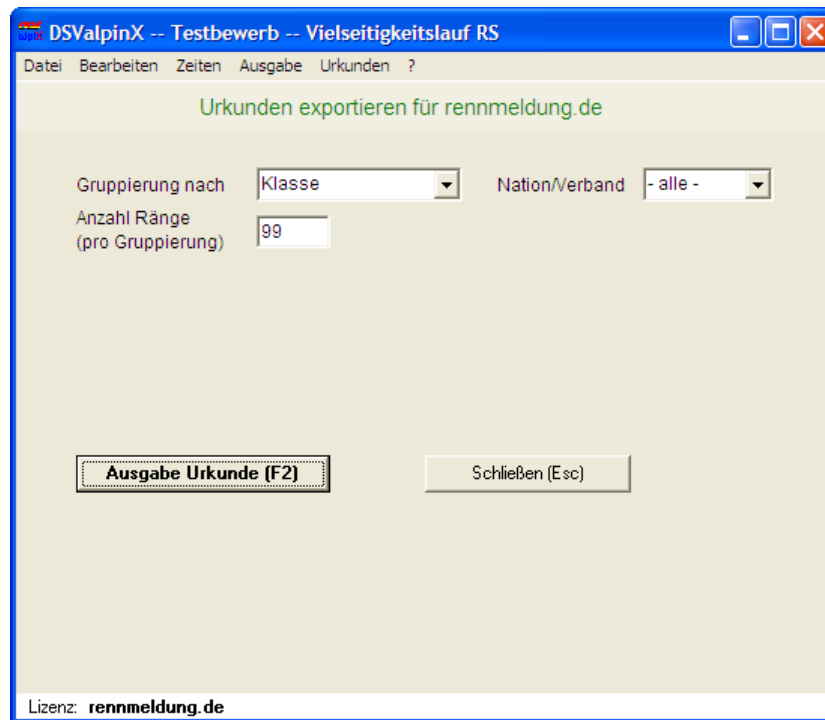 DSValpinX -- Testbewerb -- Vielseitigkeitslauf RS
Datei Bearbeiten Zeiten Ausgabe Urkunden ?
Urkunden exportieren für rennmeldung.de
Gruppierung nach Klasse Nation/Verband - alle -
Anzahl Ränge
(pro Gruppierung) 99
Ausgabe Urkunde (F2) Schließen (Esc)
Lizenz: rennmeldung.de